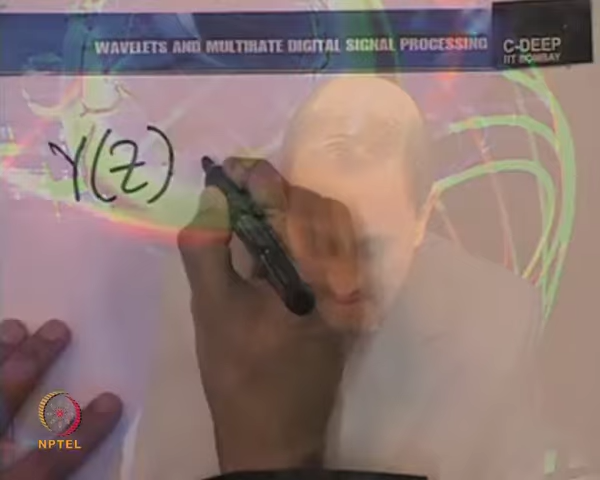 WAVELETS AND MULTIRATE DIGITAL SIGNAL PROCESSING
C-DEEP
IIT BOMBAY
Y(Z)
NPTEL